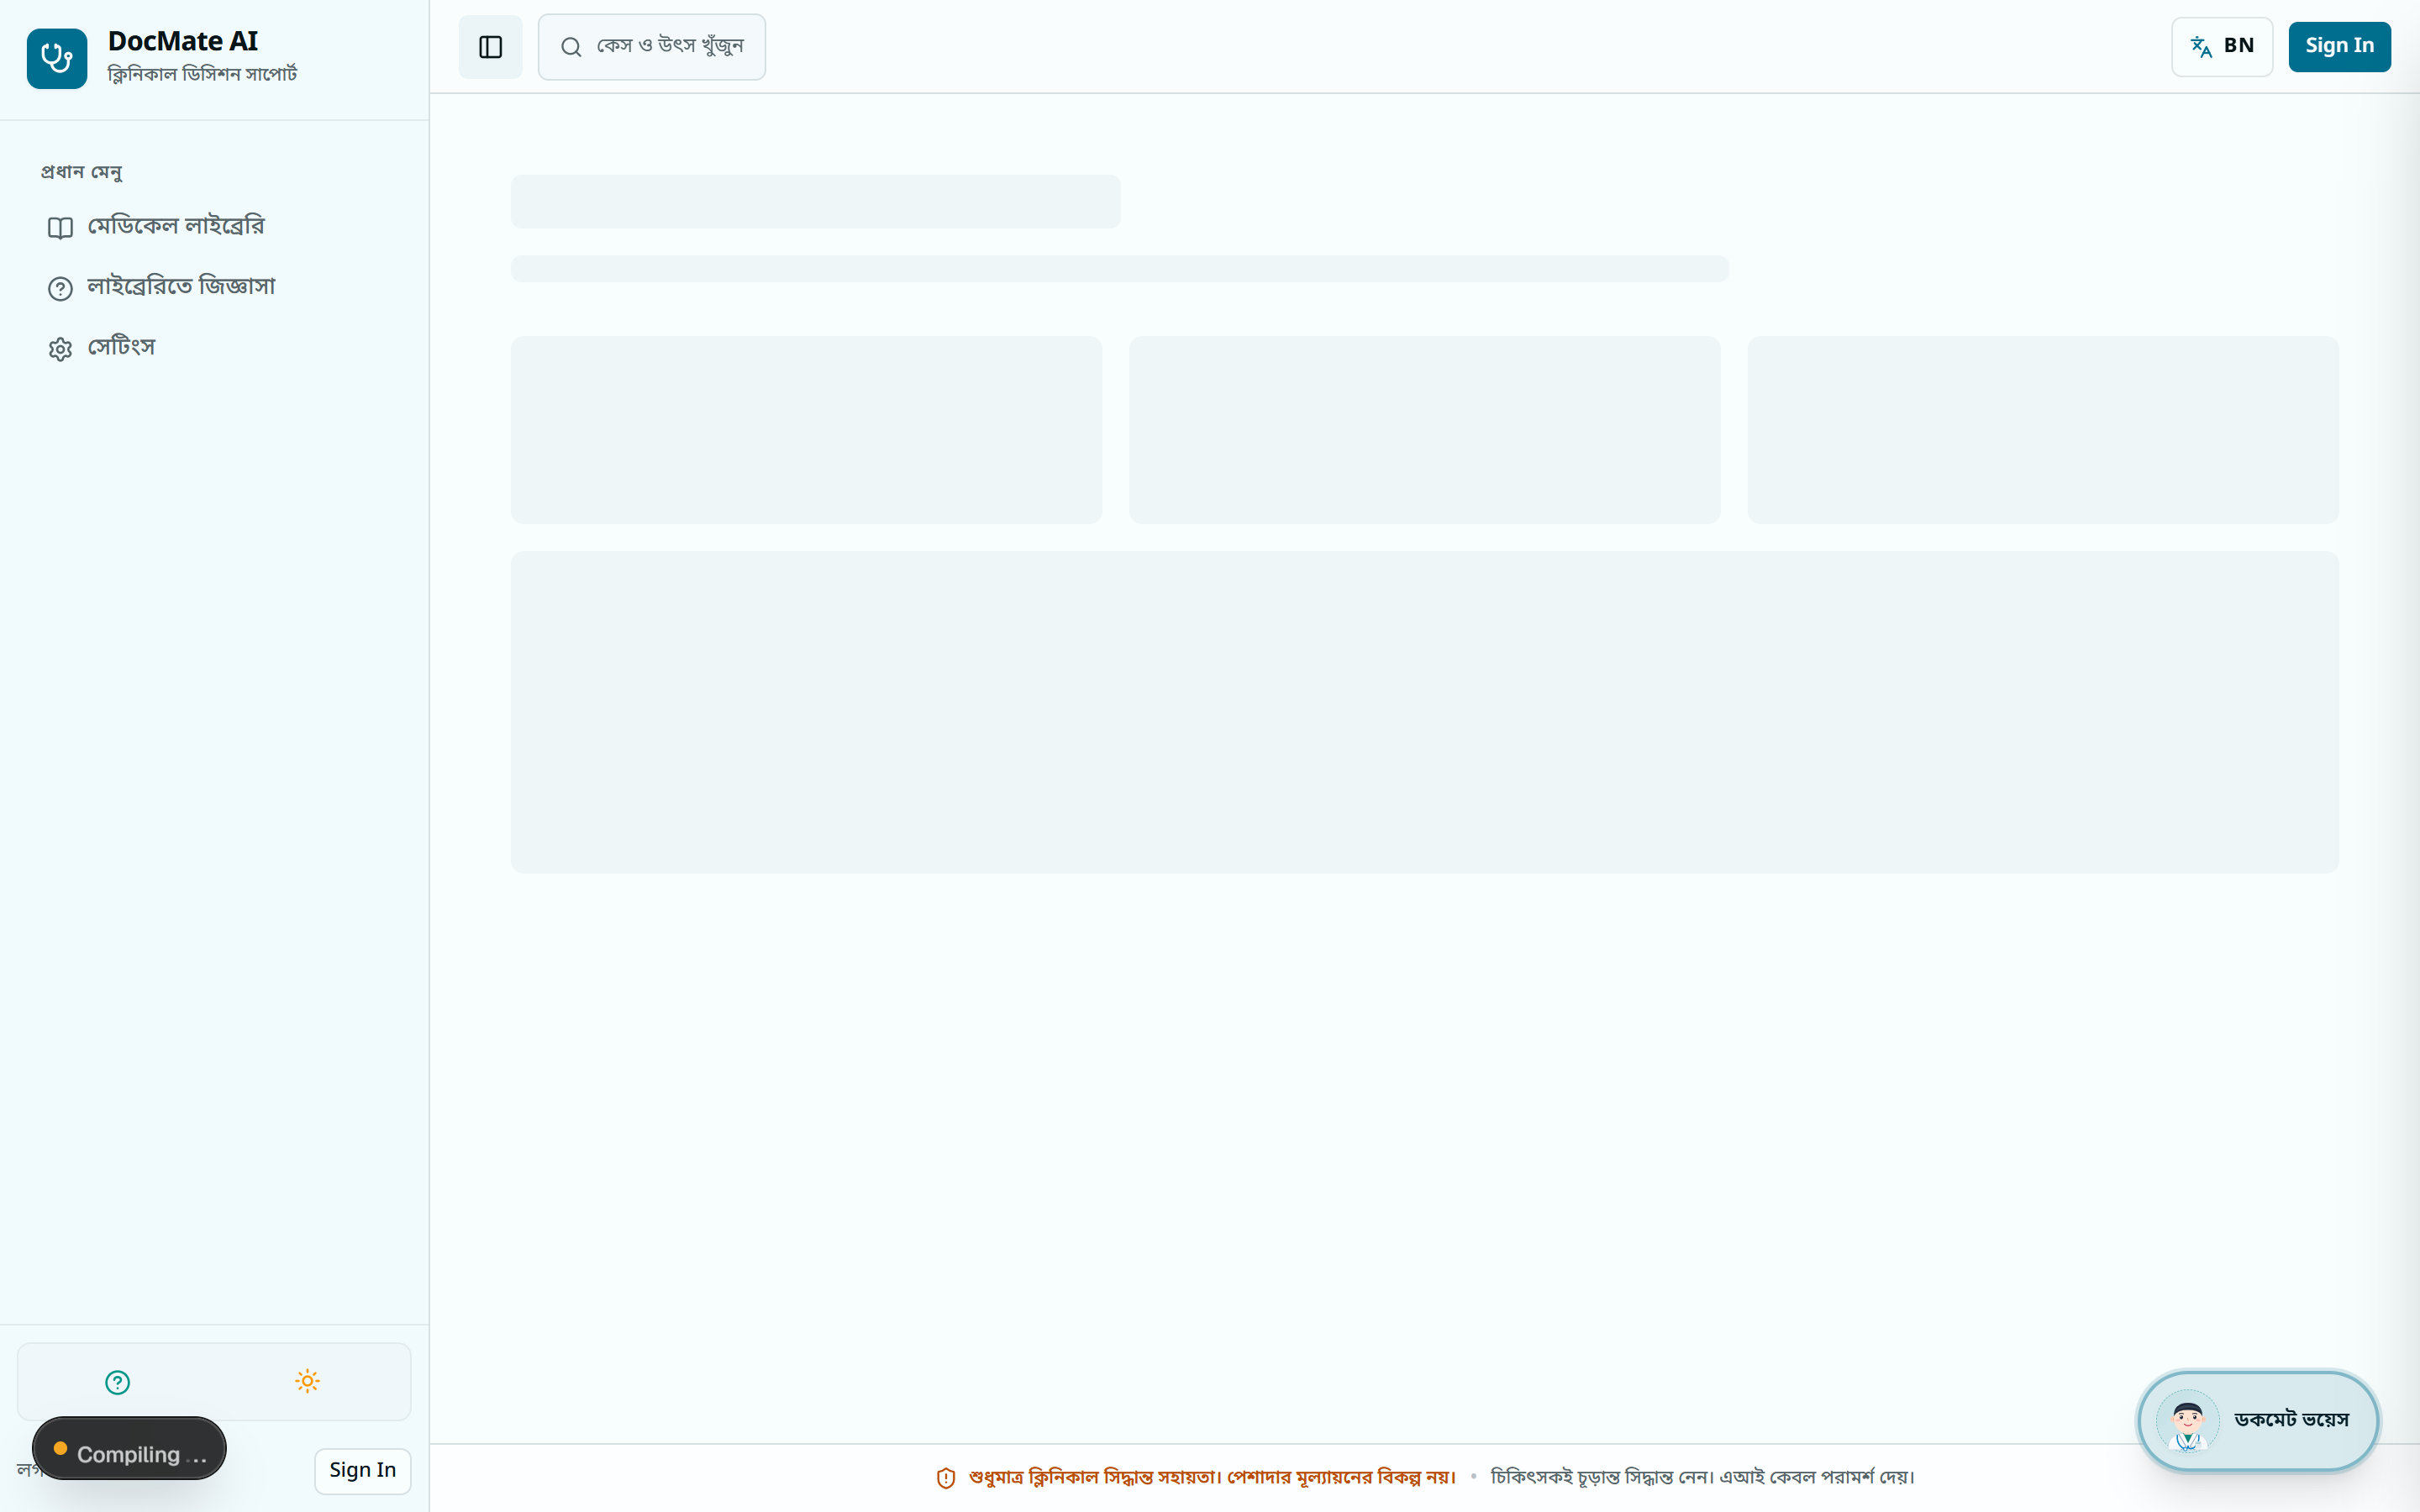 DocMate AI
ক্লিনিকাল ডিসিশন সাপোর্ট
কেস ও উৎস খুঁজুন
BN
Sign In
প্রধান মেনু
মেডিকেল লাইব্রেরি
লাইব্রেরিতে জিজ্ঞাসা
সেটিংস
Compiling ...
Sign In
ডকমেট ভয়েস
শুধুমাত্র ক্লিনিকাল সিদ্ধান্ত সহায়তা। পেশাদার মূল্যায়নের বিকল্প নয়। • চিকিৎসকই চূড়ান্ত সিদ্ধান্ত নেন। এআই কেবল পরামর্শ দেয়।